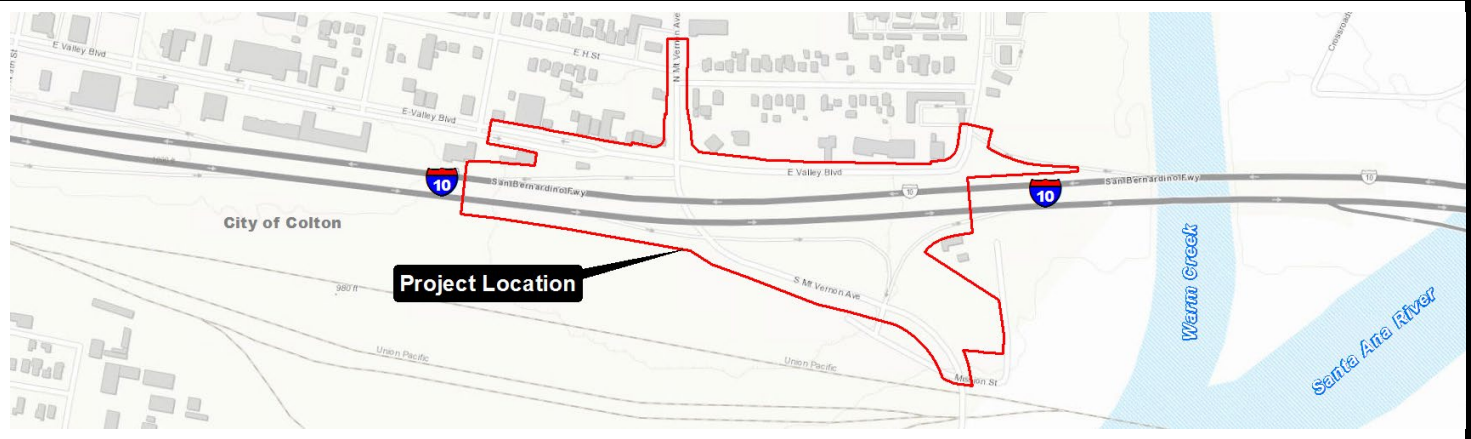 E Valley Blvd
E H St
N Mt Vernon Ave
Crossroads
E Valley Blvd
E Valley Blvd
10
San Bernardino Fwy
10
10
San Bernardino Fwy
10
City of Colton
Warm Creek
Project Location
S Mt Vernon Ave
980 ft
Santa Ana River
Union Pacific
Union Pacific
Mission St